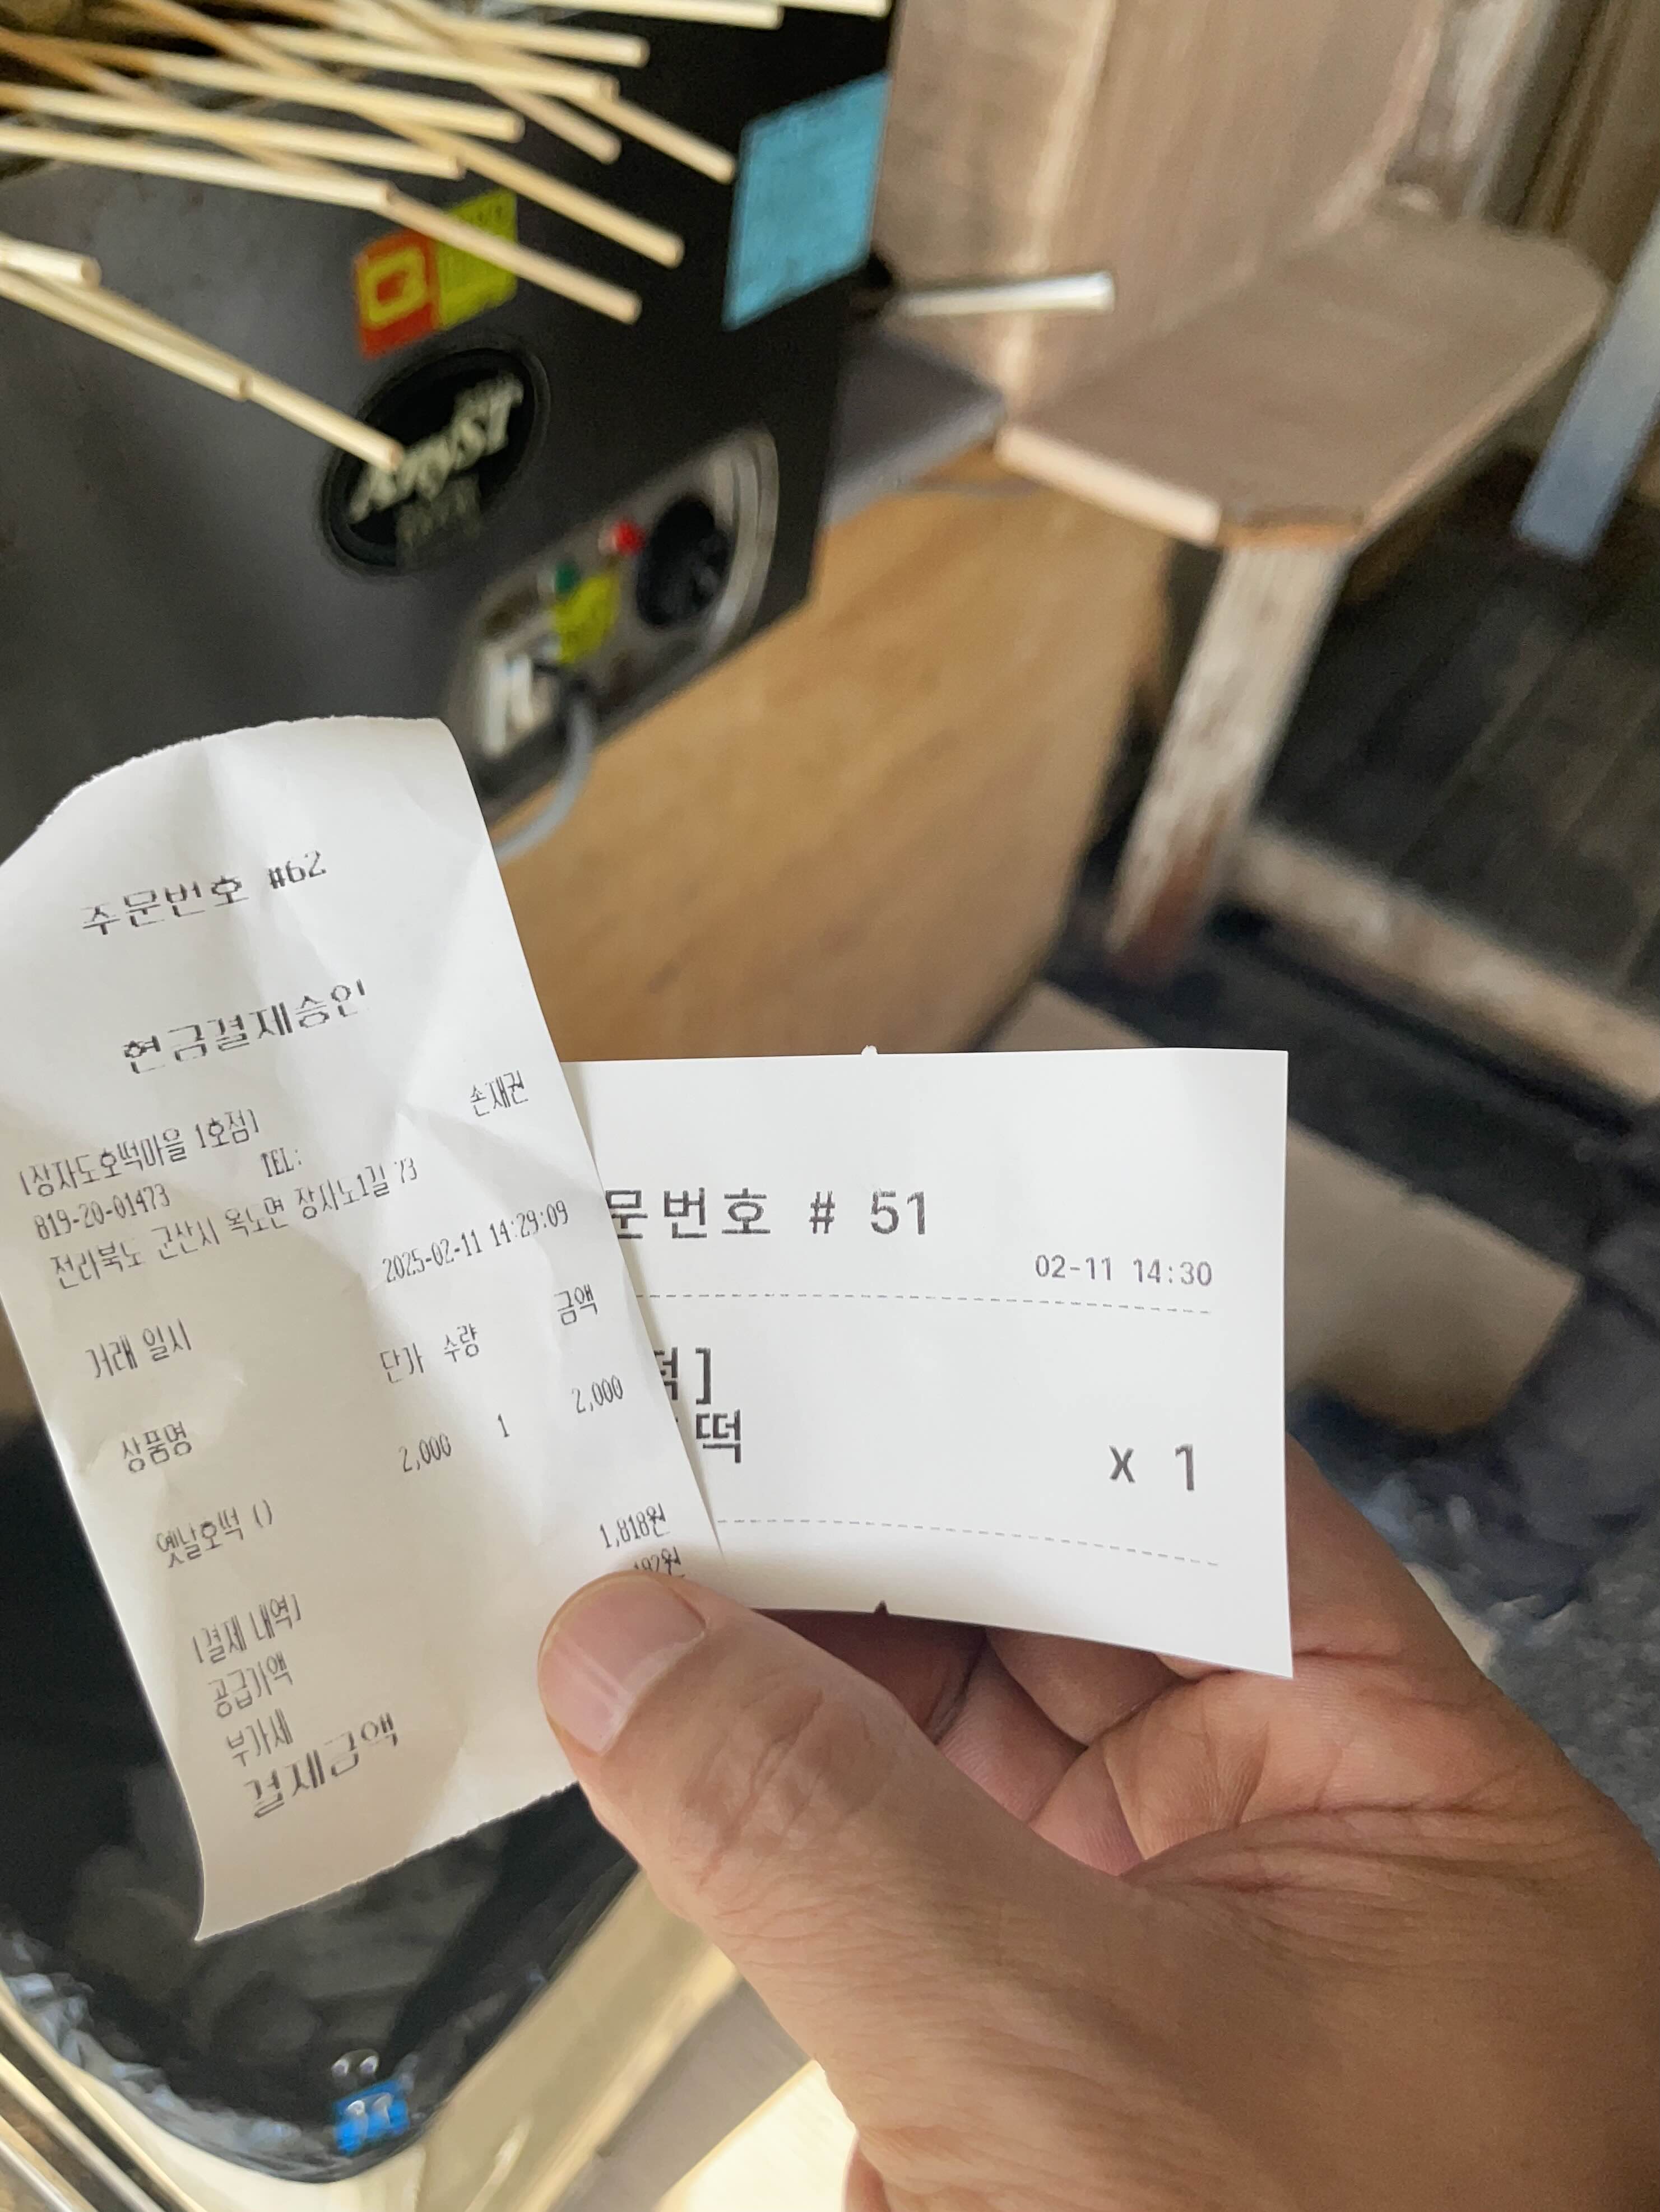 주문번호 #62
현금결재승인
[장자도호떡마을 1호점] 손재권
819-20-01473 TEL:
전라북도 군산시 옥도면 장자도1길 73
거래 일시 2025-02-11 14:29:09
상품명 단가 수량 금액
옛날호떡 () 2,000 1 2,000
[결제 내역]
공급가액 1,818원
부가세
결제금액
문번호 # 51
02-11 14:30
떡]
떡 X 1